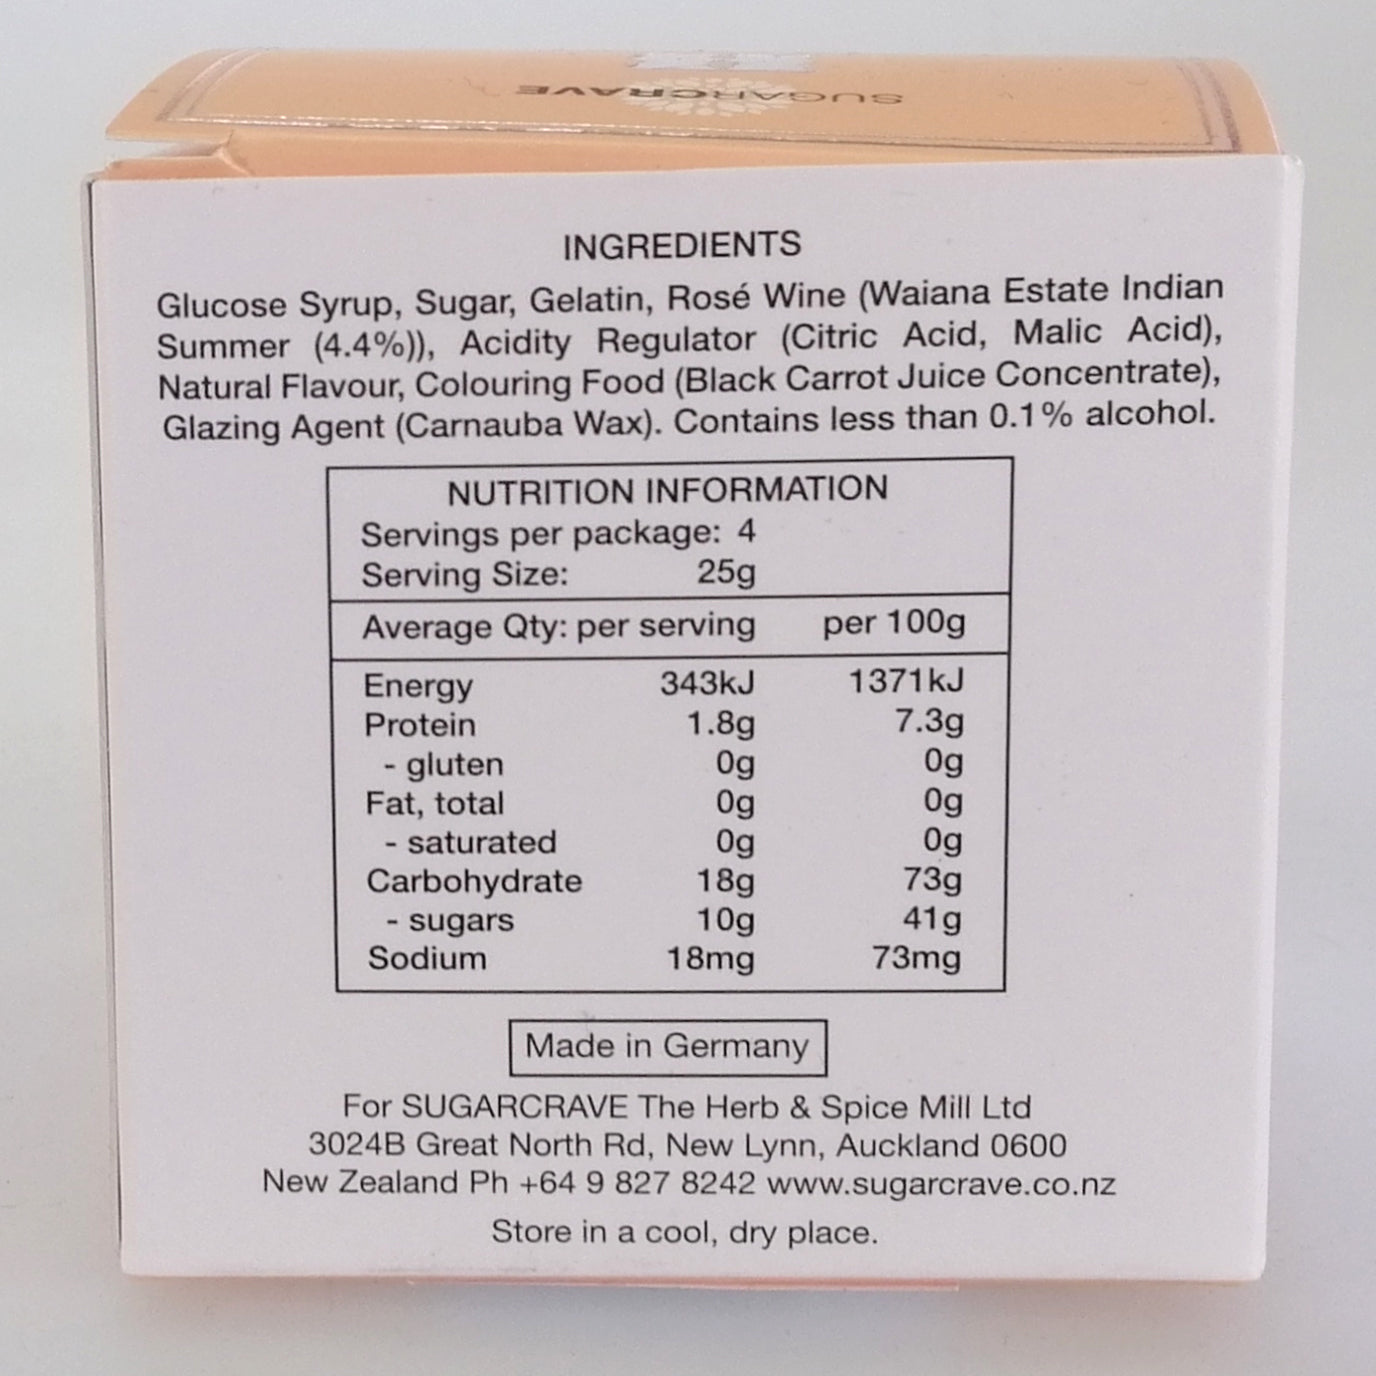 SUGARCRAVE
INGREDIENTS
Glucose Syrup, Sugar, Gelatin, Rosé Wine (Waiana Estate Indian
Summer (4.4%)), Acidity Regulator (Citric Acid, Malic Acid),
Natural Flavour, Colouring Food (Black Carrot Juice Concentrate),
Glazing Agent (Carnauba Wax). Contains less than 0.1% alcohol.
NUTRITION INFORMATION
Servings per package: 4
Serving Size: 25g
Average Qty: per serving per 100g
Energy 343kJ 1371kJ
Protein 1.8g 7.3g
- gluten 0g 0g
Fat, total 0g 0g
- saturated 0g 0g
Carbohydrate 18g 73g
- sugars 10g 41g
Sodium 18mg 73mg
Made in Germany
For SUGARCRAVE The Herb & Spice Mill Ltd
3024B Great North Rd, New Lynn, Auckland 0600
New Zealand Ph +64 9 827 8242 www.sugarcrave.co.nz
Store in a cool, dry place.